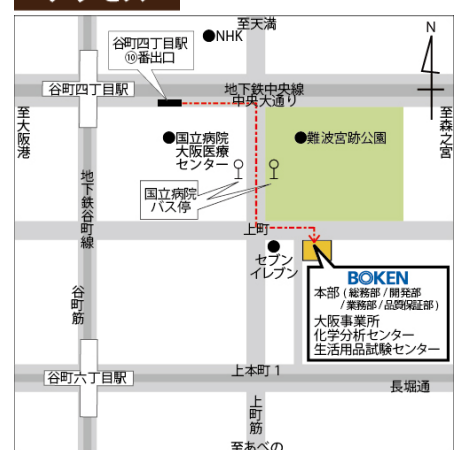 至天満
N
●NHK
谷町四丁目駅
⑩番出口
谷町四丁目駅
地下鉄中央線
中央大通り
至大阪港
至森之宮
●国立病院
大阪医療
センター
●難波宮跡公園
国立病院
バス停
地下鉄谷町線
上町
セブン
イレブン
BOKEN
本部(総務部/開発部
/業務部/品質保証部)
大阪事業所
化学分析センター
生活用品試験センター
谷町筋
谷町六丁目駅
上本町1
長堀通
上町筋
至あべの